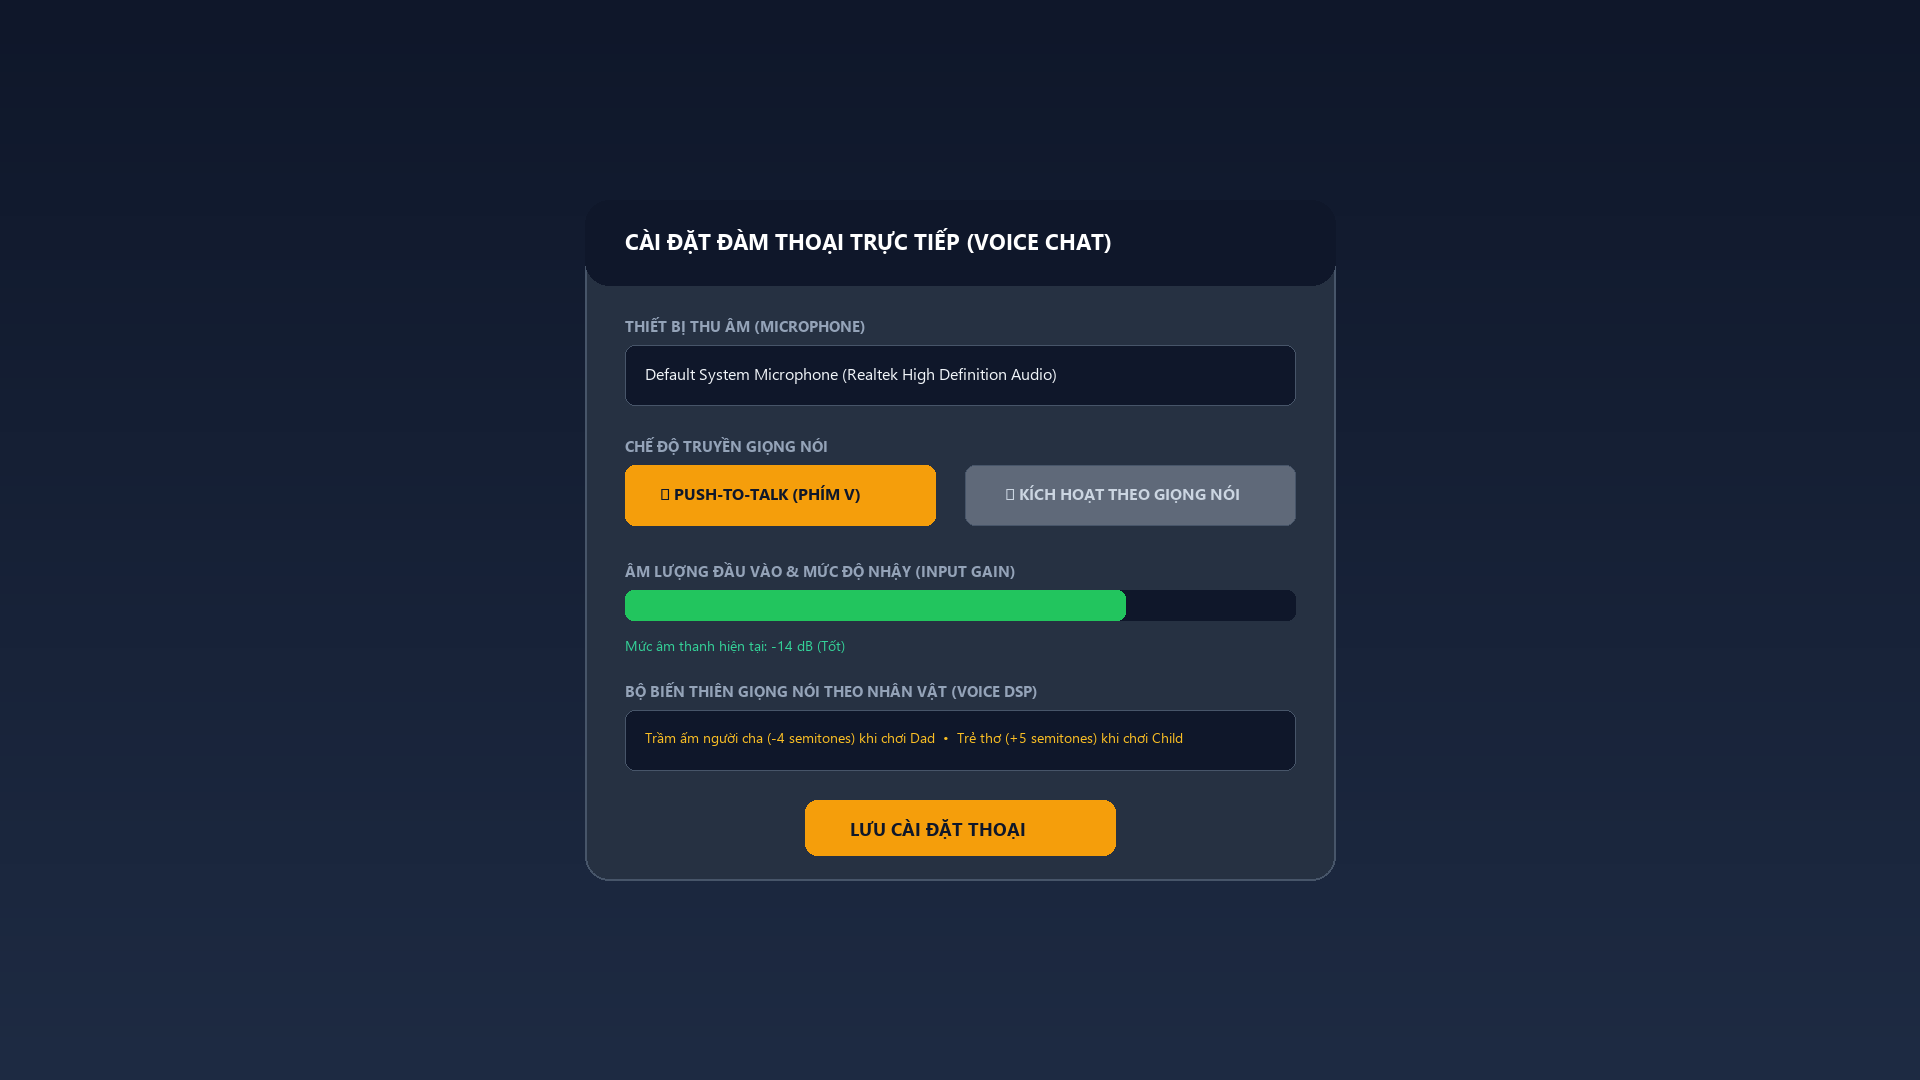 CÀI ĐẶT ĐÀM THOẠI TRỰC TIẾP (VOICE CHAT)
THIẾT BỊ THU ÂM (MICROPHONE)
Default System Microphone (Realtek High Definition Audio)
CHẾ ĐỘ TRUYỀN GIỌNG NÓI
PUSH-TO-TALK (PHÍM V)
KÍCH HOẠT THEO GIỌNG NÓI
ÂM LƯỢNG ĐẦU VÀO & MỨC ĐỘ NHẬY (INPUT GAIN)
Mức âm thanh hiện tại: -14 dB (Tốt)
BỘ BIẾN THIÊN GIỌNG NÓI THEO NHÂN VẬT (VOICE DSP)
Trầm ấm người cha (-4 semitones) khi chơi Dad • Trẻ thơ (+5 semitones) khi chơi Child
LƯU CÀI ĐẶT THOẠI